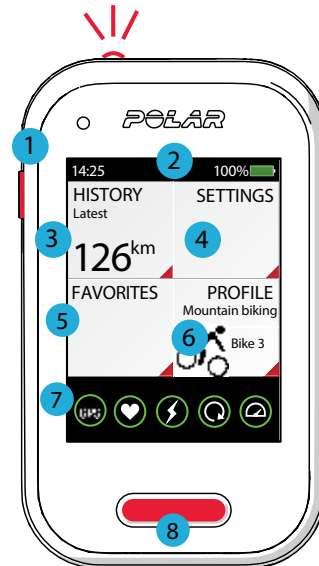 POLAR
1
2
14:25 100%
HISTORY
Latest
3
126km
SETTINGS
4
FAVORITES
5
PROFILE
Mountain biking
6
Bike 3
7
GPS
8